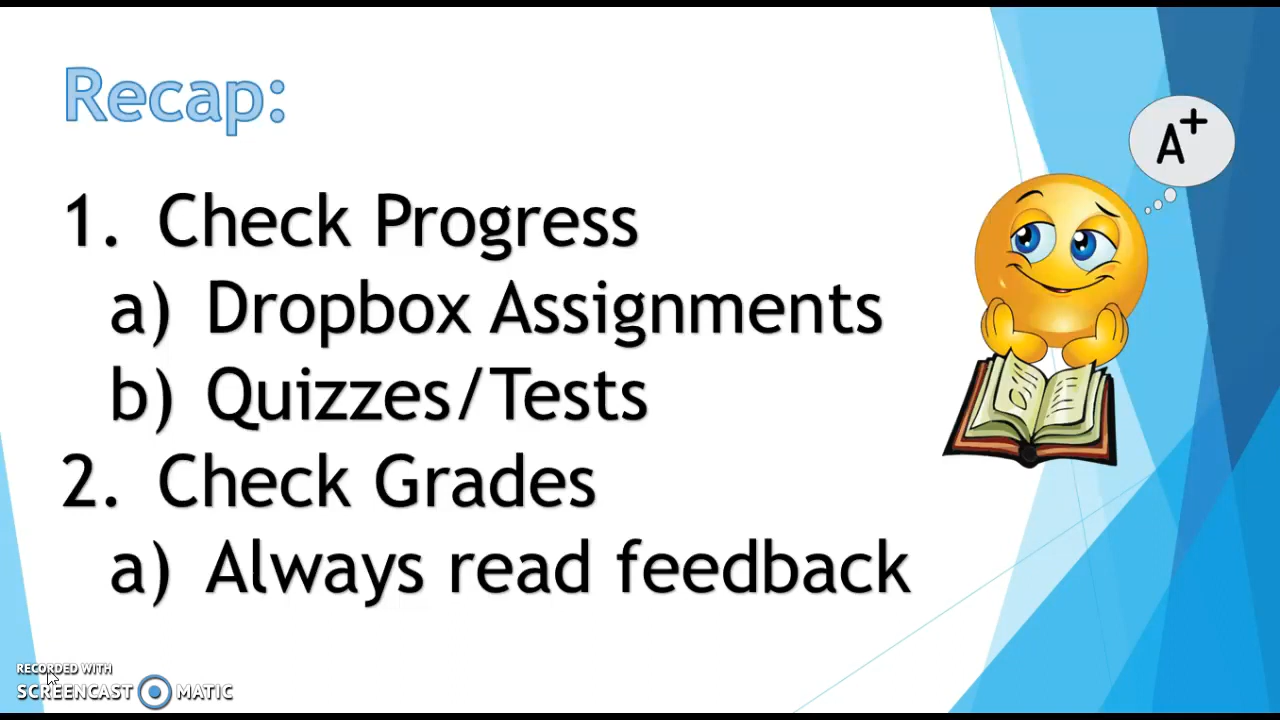 Recap:
A+
1. Check Progress
a) Dropbox Assignments
b) Quizzes/Tests
2. Check Grades
a) Always read feedback
RECORDED WITH
SCREENCAST MATIC